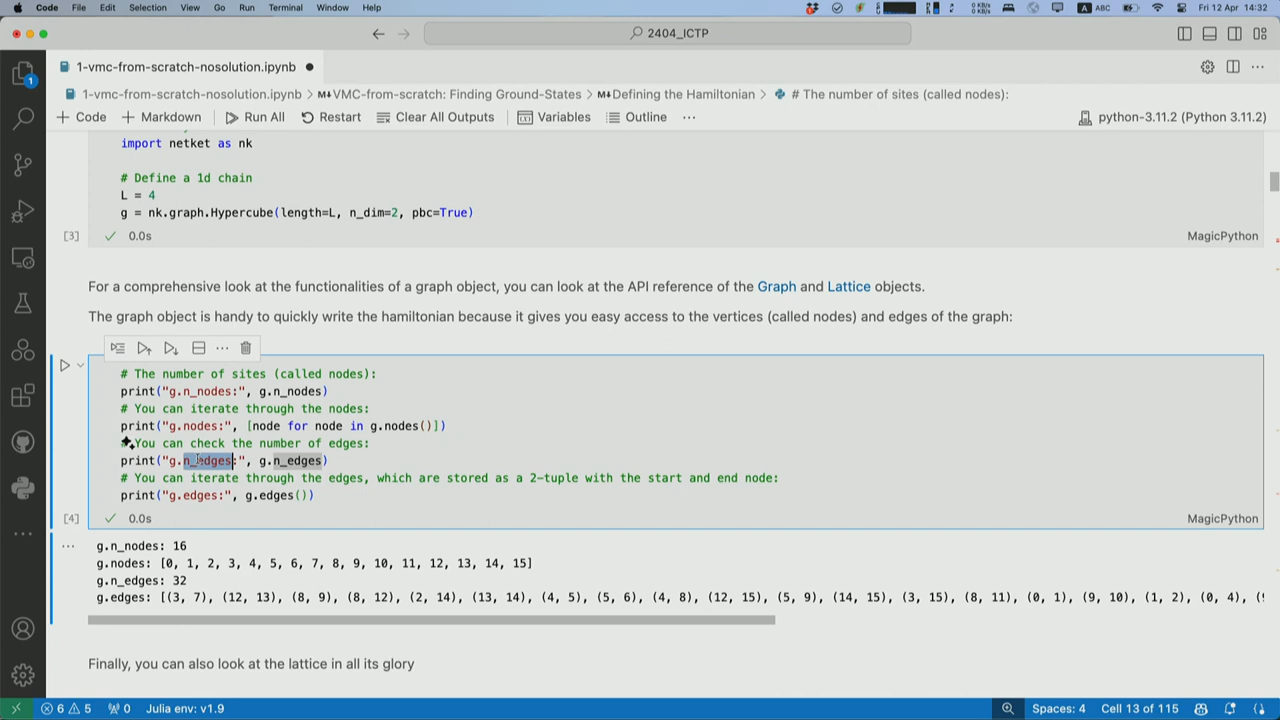 Code File Edit Selection View Go Run Terminal Window Help
A ABC Fri 12 Apr 14:32
2404_ICTP
1-vmc-from-scratch-nosolution.ipynb
1-vmc-from-scratch-nosolution.ipynb > M↓VMC-from-scratch: Finding Ground-States > M↓Defining the Hamiltonian > # The number of sites (called nodes):
+ Code + Markdown Run All Restart Clear All Outputs Variables Outline ... python-3.11.2 (Python 3.11.2)
import netket as nk
# Define a 1d chain
L = 4
g = nk.graph.Hypercube(length=L, n_dim=2, pbc=True)
[3] ✓ 0.0s MagicPython
For a comprehensive look at the functionalities of a graph object, you can look at the API reference of the Graph and Lattice objects.
The graph object is handy to quickly write the hamiltonian because it gives you easy access to the vertices (called nodes) and edges of the graph:
# The number of sites (called nodes):
print("g.n_nodes:", g.n_nodes)
# You can iterate through the nodes:
print("g.nodes:", [node for node in g.nodes()])
# You can check the number of edges:
print("g.n_edges:", g.n_edges)
# You can iterate through the edges, which are stored as a 2-tuple with the start and end node:
print("g.edges:", g.edges())
[4] ✓ 0.0s MagicPython
... g.n_nodes: 16
g.nodes: [0, 1, 2, 3, 4, 5, 6, 7, 8, 9, 10, 11, 12, 13, 14, 15]
g.n_edges: 32
g.edges: [(3, 7), (12, 13), (8, 9), (8, 12), (2, 14), (13, 14), (4, 5), (5, 6), (4, 8), (12, 15), (5, 9), (14, 15), (3, 15), (8, 11), (0, 1), (9, 10), (1, 2), (0, 4),
Finally, you can also look at the lattice in all its glory
6 5 0 Julia env: v1.9 Spaces: 4 Cell 13 of 115